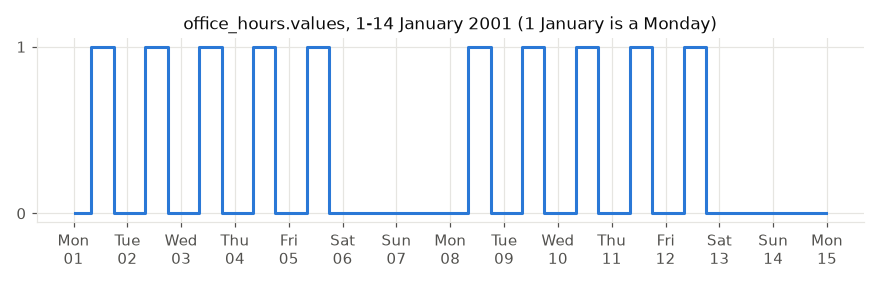 office_hours.values, 1-14 January 2001 (1 January is a Monday)
1
0
Mon Tue Wed Thu Fri Sat Sun Mon Tue Wed Thu Fri Sat Sun Mon
01 02 03 04 05 06 07 08 09 10 11 12 13 14 15